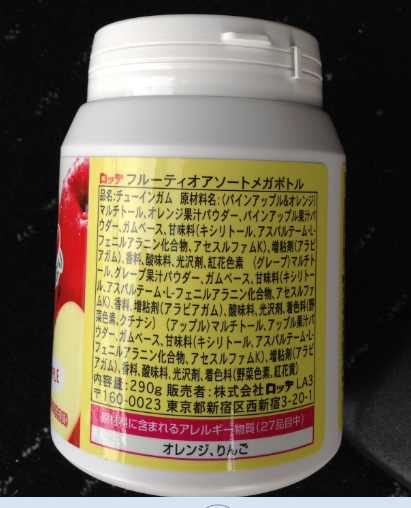 ロッテ フルーティオアソートメガボトル
品名:チューインガム 原材料名:〈パインアップル&オレンジ〉
マルチトール、オレンジ果汁パウダー、パインアップル果汁パ
ウダー、ガムベース、甘味料(キシリトール、アスパルテーム・L-
フェニルアラニン化合物、アセスルファムK)、増粘剤(アラビ
アガム)、香料、酸味料、光沢剤、紅花色素 〈グレープ〉マルチ
トール、グレープ果汁パウダー、ガムベース、甘味料(キシリトー
ル、アスパルテーム・L-フェニルアラニン化合物、アセスルファ
ムK)、香料、増粘剤(アラビアガム)、酸味料、光沢剤、着色料(野
菜色素、クチナシ) 〈アップル〉マルチトール、アップル果汁パ
ウダー、ガムベース、甘味料(キシリトール、アスパルテーム・L-
フェニルアラニン化合物、アセスルファムK)、増粘剤(アラビ
アガム)、香料、酸味料、光沢剤、着色料(野菜色素、紅花黄)
内容量:290g 販売者:株式会社ロッテ LA3
〒160-0023 東京都新宿区西新宿3-20-1
原材料に含まれるアレルギー物質(27品目中)
オレンジ、りんご
PLE